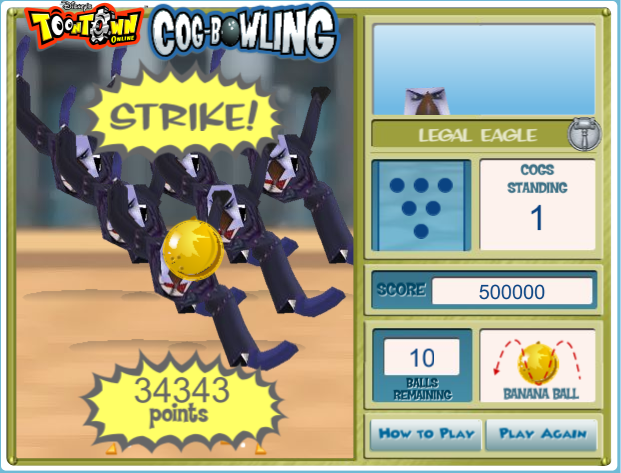 Disney's
TOONTOWN
ONLINE
COG-BOWLING
STRIKE!
34343
points
LEGAL EAGLE
COGS
STANDING
1
SCORE 500000
10
BALLS
REMAINING
BANANA BALL
HOW TO PLAY
PLAY AGAIN